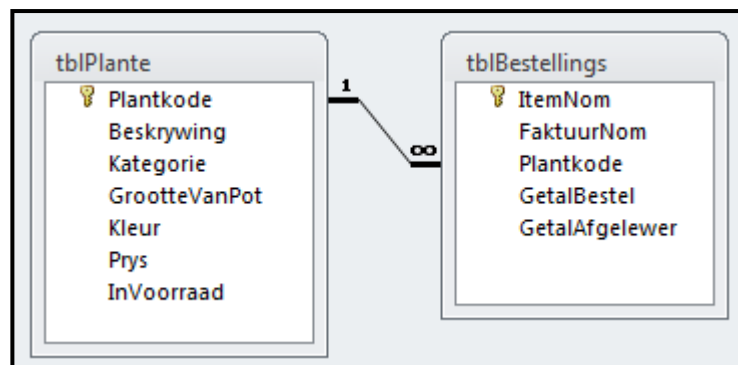 tblPlante
Plantkode
Beskrywing
Kategorie
GrootteVanPot
Kleur
Prys
InVoorraad
1
∞
tblBestellings
ItemNom
FaktuurNom
Plantkode
GetalBestel
GetalAfgelewer